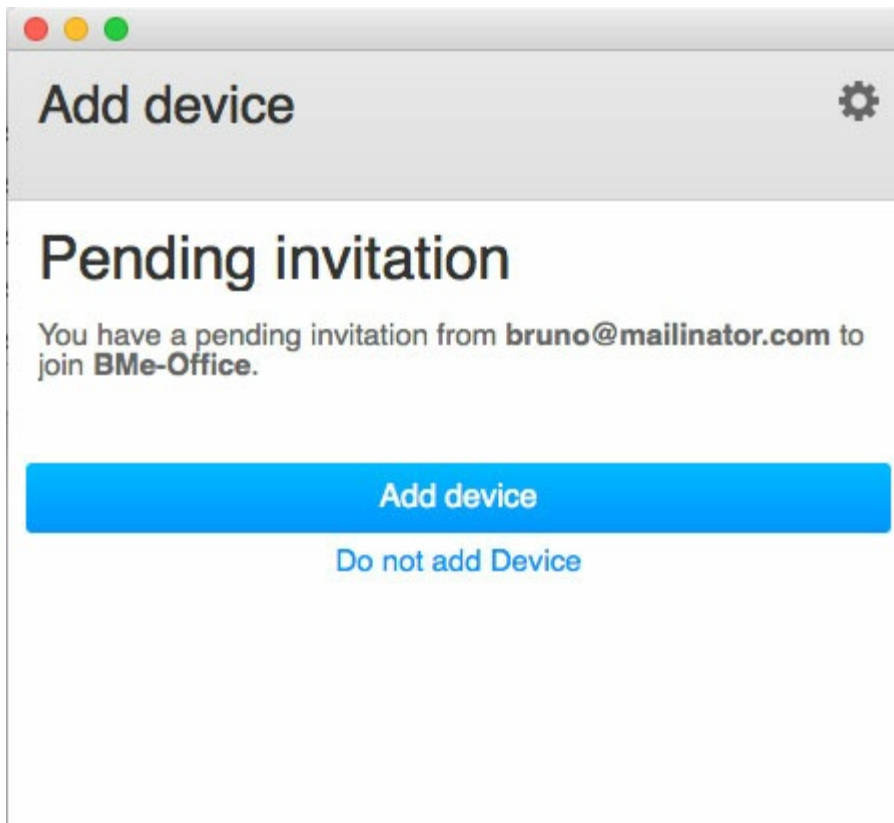 Add device
Pending invitation
You have a pending invitation from bruno@mailinator.com to
join BMe-Office.
Add device
Do not add Device